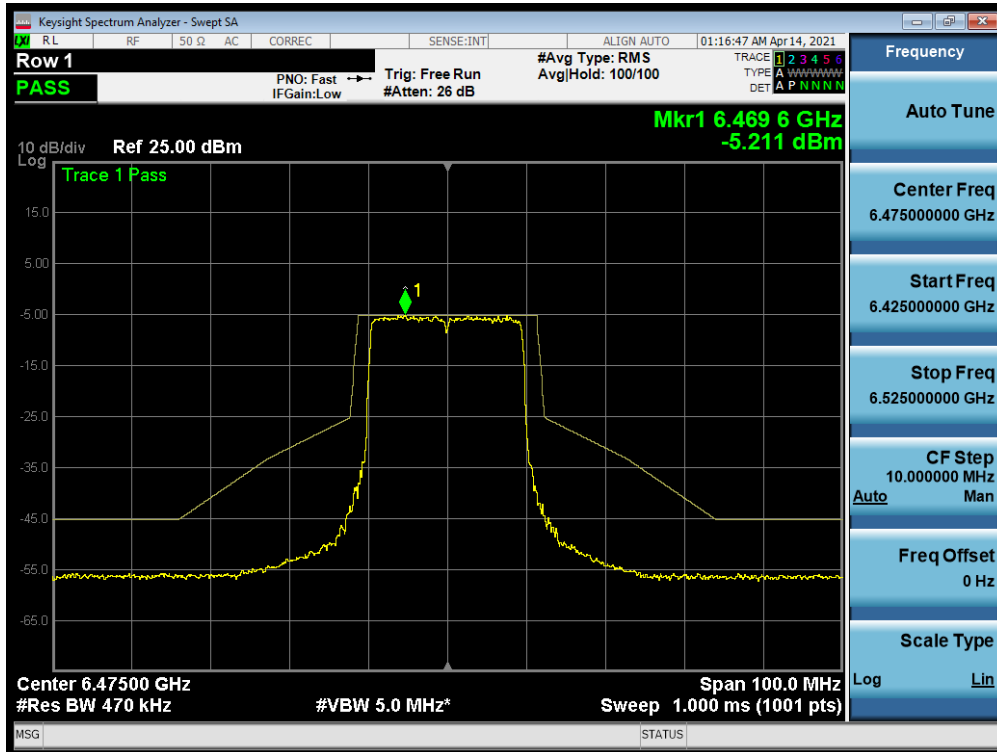 Keysight Spectrum Analyzer - Swept SA
LXI RL RF 50 Ω AC CORREC SENSE:INT ALIGN AUTO 01:16:47 AM Apr 14, 2021
Row 1
PASS
PNO: Fast
IFGain:Low
Trig: Free Run
#Atten: 26 dB
#Avg Type: RMS
Avg|Hold: 100/100
TRACE 1 2 3 4 5 6
TYPE A WWWWW
DET A P N N N N
Mkr1 6.469 6 GHz
-5.211 dBm
10 dB/div
Log
Ref 25.00 dBm
Trace 1 Pass
15.0
5.00
-5.00
-15.0
-25.0
-35.0
-45.0
-55.0
-65.0
1
Center 6.47500 GHz
Span 100.0 MHz
#Res BW 470 kHz
#VBW 5.0 MHz*
Sweep 1.000 ms (1001 pts)
MSG
STATUS
Frequency
Auto Tune
Center Freq
6.475000000 GHz
Start Freq
6.425000000 GHz
Stop Freq
6.525000000 GHz
CF Step
10.000000 MHz
Auto Man
Freq Offset
0 Hz
Scale Type
Log Lin